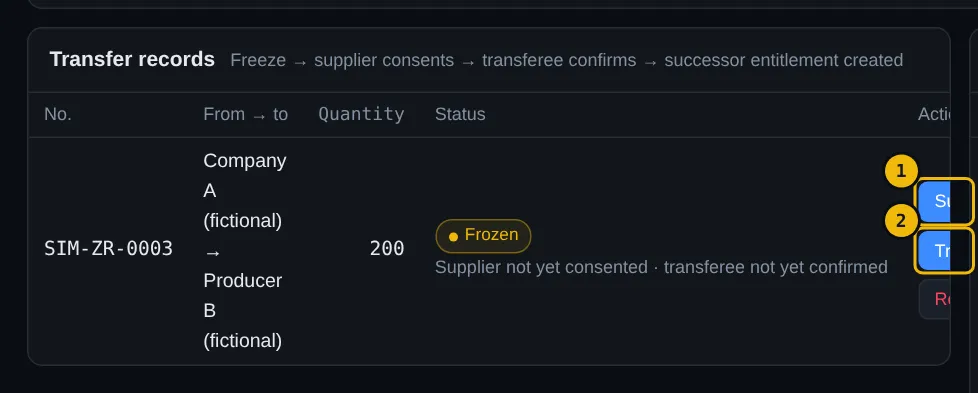 Transfer records Freeze → supplier consents → transferee confirms → successor entitlement created
No. From → to Quantity Status
1
Company
A
(fictional)
2
SIM-ZR-0003 → 200 Frozen
Supplier not yet consented · transferee not yet confirmed
Producer
B
(fictional)